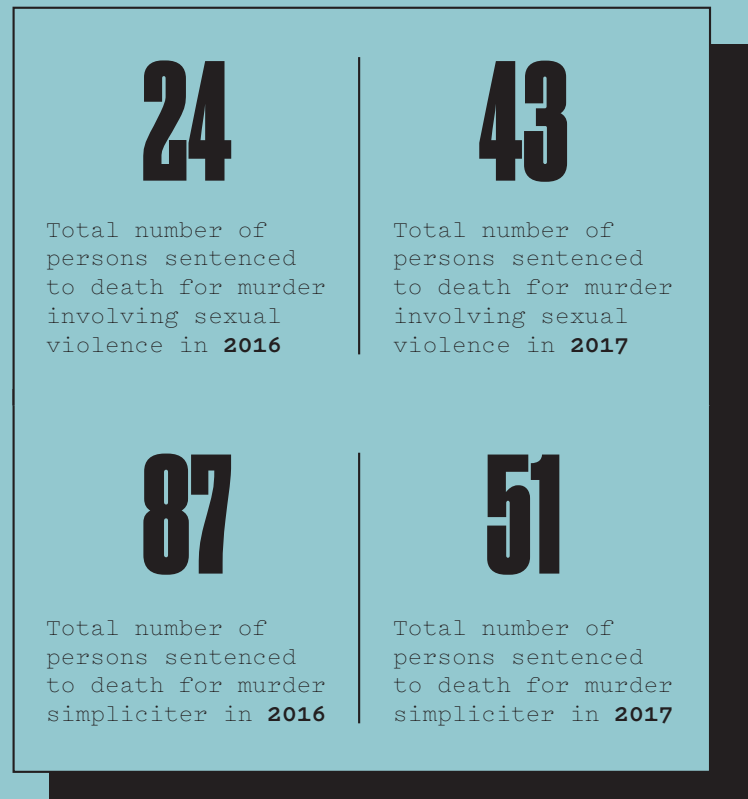 24
Total number of
persons sentenced
to death for murder
involving sexual
violence in 2016
43
Total number of
persons sentenced
to death for murder
involving sexual
violence in 2017
87
Total number of
persons sentenced
to death for murder
simpliciter in 2016
51
Total number of
persons sentenced
to death for murder
simpliciter in 2017